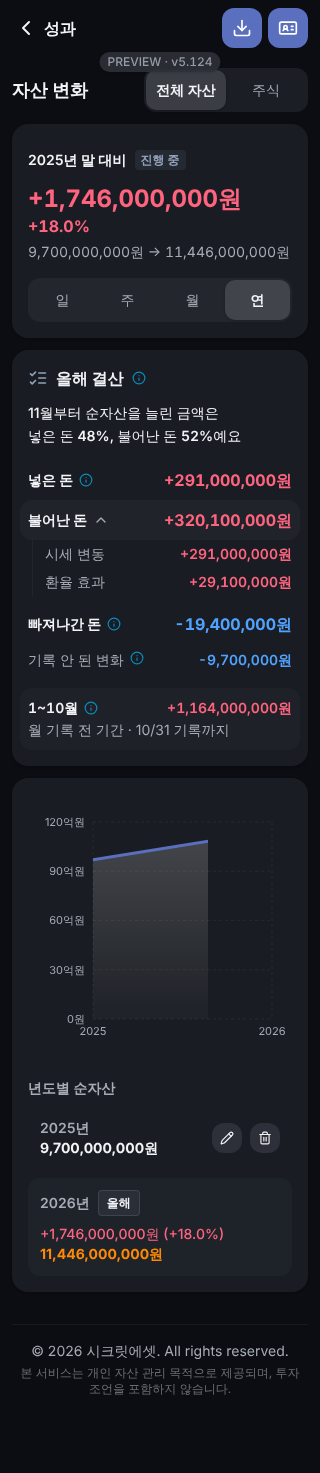 성과
PREVIEW · v5.124
자산 변화
전체 자산
주식
2025년 말 대비
진행 중
+1,746,000,000원
+18.0%
9,700,000,000원 → 11,446,000,000원
일
주
월
연
올해 결산
11월부터 순자산을 늘린 금액은
넣은 돈 48%, 불어난 돈 52%예요
넣은 돈
+291,000,000원
불어난 돈
+320,100,000원
시세 변동
+291,000,000원
환율 효과
+29,100,000원
빠져나간 돈
-19,400,000원
기록 안 된 변화
-9,700,000원
1~10월
+1,164,000,000원
월 기록 전 기간 · 10/31 기록까지
120억원
90억원
60억원
30억원
0원
2025
2026
년도별 순자산
2025년
9,700,000,000원
2026년
올해
+1,746,000,000원 (+18.0%)
11,446,000,000원
© 2026 시크릿에셋. All rights reserved.
본 서비스는 개인 자산 관리 목적으로 제공되며, 투자
조언을 포함하지 않습니다.